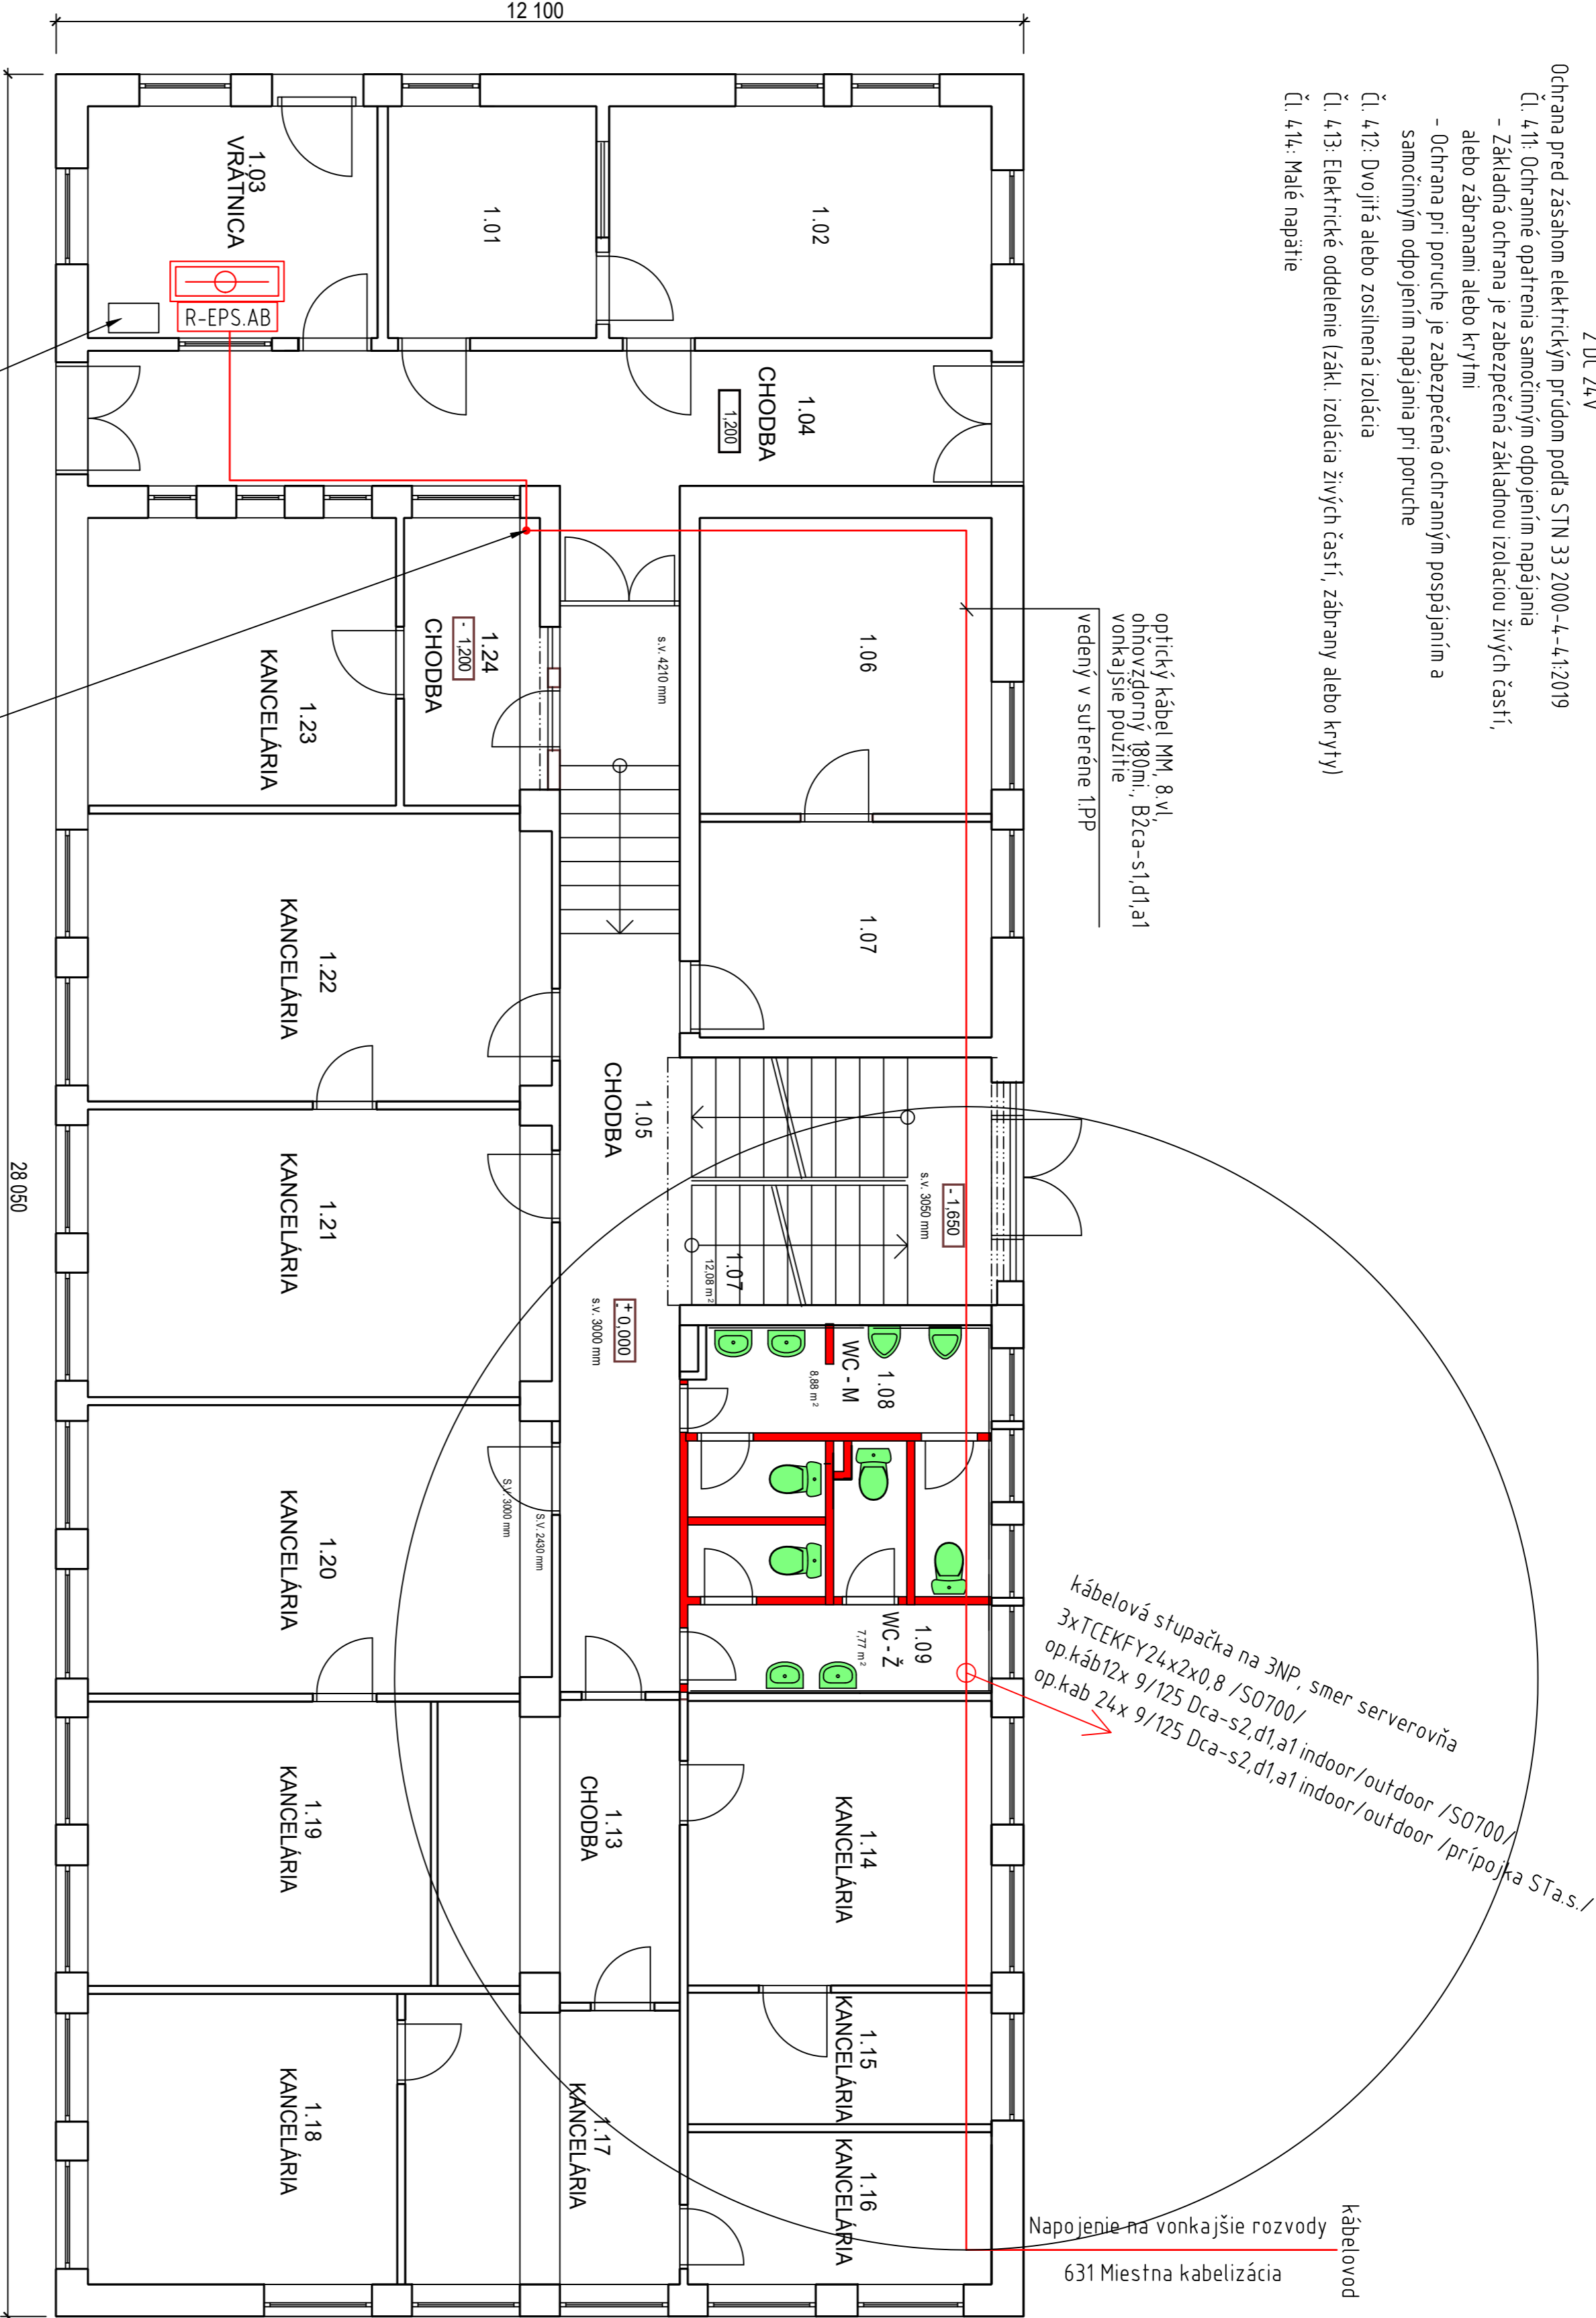 2 DC 24V
Ochrana pred zásahom elektrickým prúdom podľa STN 33 2000-4-41:2019
Čl. 411: Ochranné opatrenia samočinným odpojením napájania
- Základná ochrana je zabezpečená základnou izolaciou živých častí,
alebo zábranami alebo krytmi
- Ochrana pri poruche je zabezpečená ochranným pospájaním a
samočinným odpojením napájania pri poruche
Čl. 412: Dvojitá alebo zosilnená izolácia
Čl. 413: Elektrické oddelenie (zákl. izolácia živých častí, zábrany alebo kryty)
Čl. 414: Malé napätie
12 100
28 050
optický kábel MM, 8.vl,
ohňovzdorný 180mi., B2ca-s1,d1,a1
vonkajšie použitie
vedený v suteréne 1.PP
kábelová stupačka na 3NP, smer serverovňa
3xTCEKFY24x2x0,8 /SO700/
op.káb12x 9/125 Dca-s2,d1,a1 indoor/outdoor /SO700/
op.kab 24x 9/125 Dca-s2,d1,a1 indoor/outdoor /prípojka STa.s./
kábelovod
Napojenie na vonkajšie rozvody
631 Miestna kabelizácia
1.03
VRÁTNICA
R-EPS.AB
1.01
1.02
1.04
CHODBA
1,200
1.06
1.07
s.v. 4210 mm
1.24
CHODBA
- 1,200
1.23
KANCELÁRIA
1.22
KANCELÁRIA
1.05
CHODBA
- 1,650
s.v. 3050 mm
1.07
12,08 m²
± 0,000
s.v. 3000 mm
1.21
KANCELÁRIA
1.08
WC - M
8,88 m²
1.09
WC - Ž
7,77 m²
1.20
KANCELÁRIA
S.V. 3000 mm
S.V. 2430 mm
1.19
KANCELÁRIA
1.13
CHODBA
1.14
KANCELÁRIA
1.15
KANCELÁRIA
1.16
KANCELÁRIA
1.17
KANCELÁRIA
1.18
KANCELÁRIA